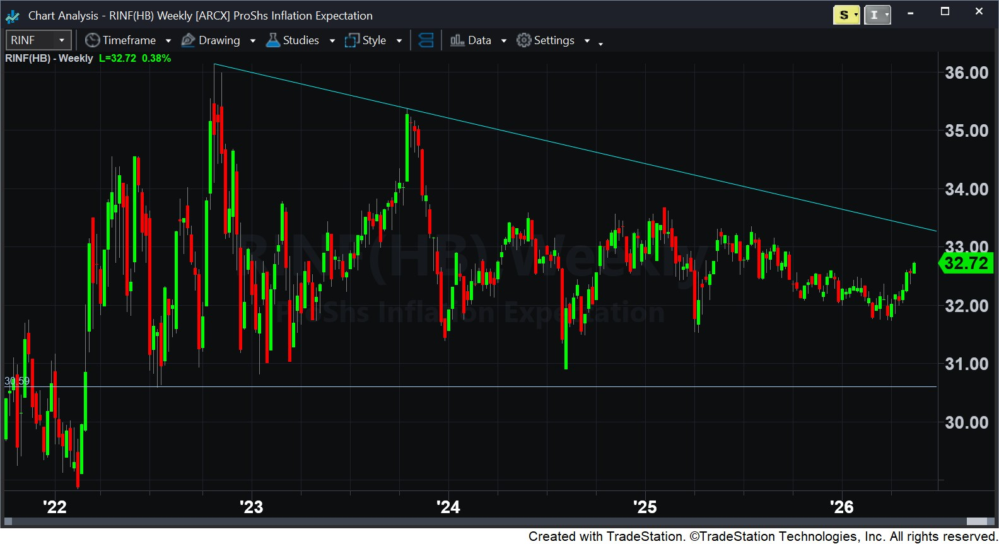 Chart Analysis - RINF(HB) Weekly [ARCX] ProShs Inflation Expectation
S
I
RINF
Timeframe
Drawing
Studies
Style
Data
Settings
RINF(HB) - Weekly L=32.72 0.38%
36.00
35.00
34.00
33.00
32.72
RINF(HB) Weekly
32.00
ProShs Inflation Expectation
31.00
30.59
30.00
'22 '23 '24 '25 '26
Created with TradeStation. ©TradeStation Technologies, Inc. All rights reserved.